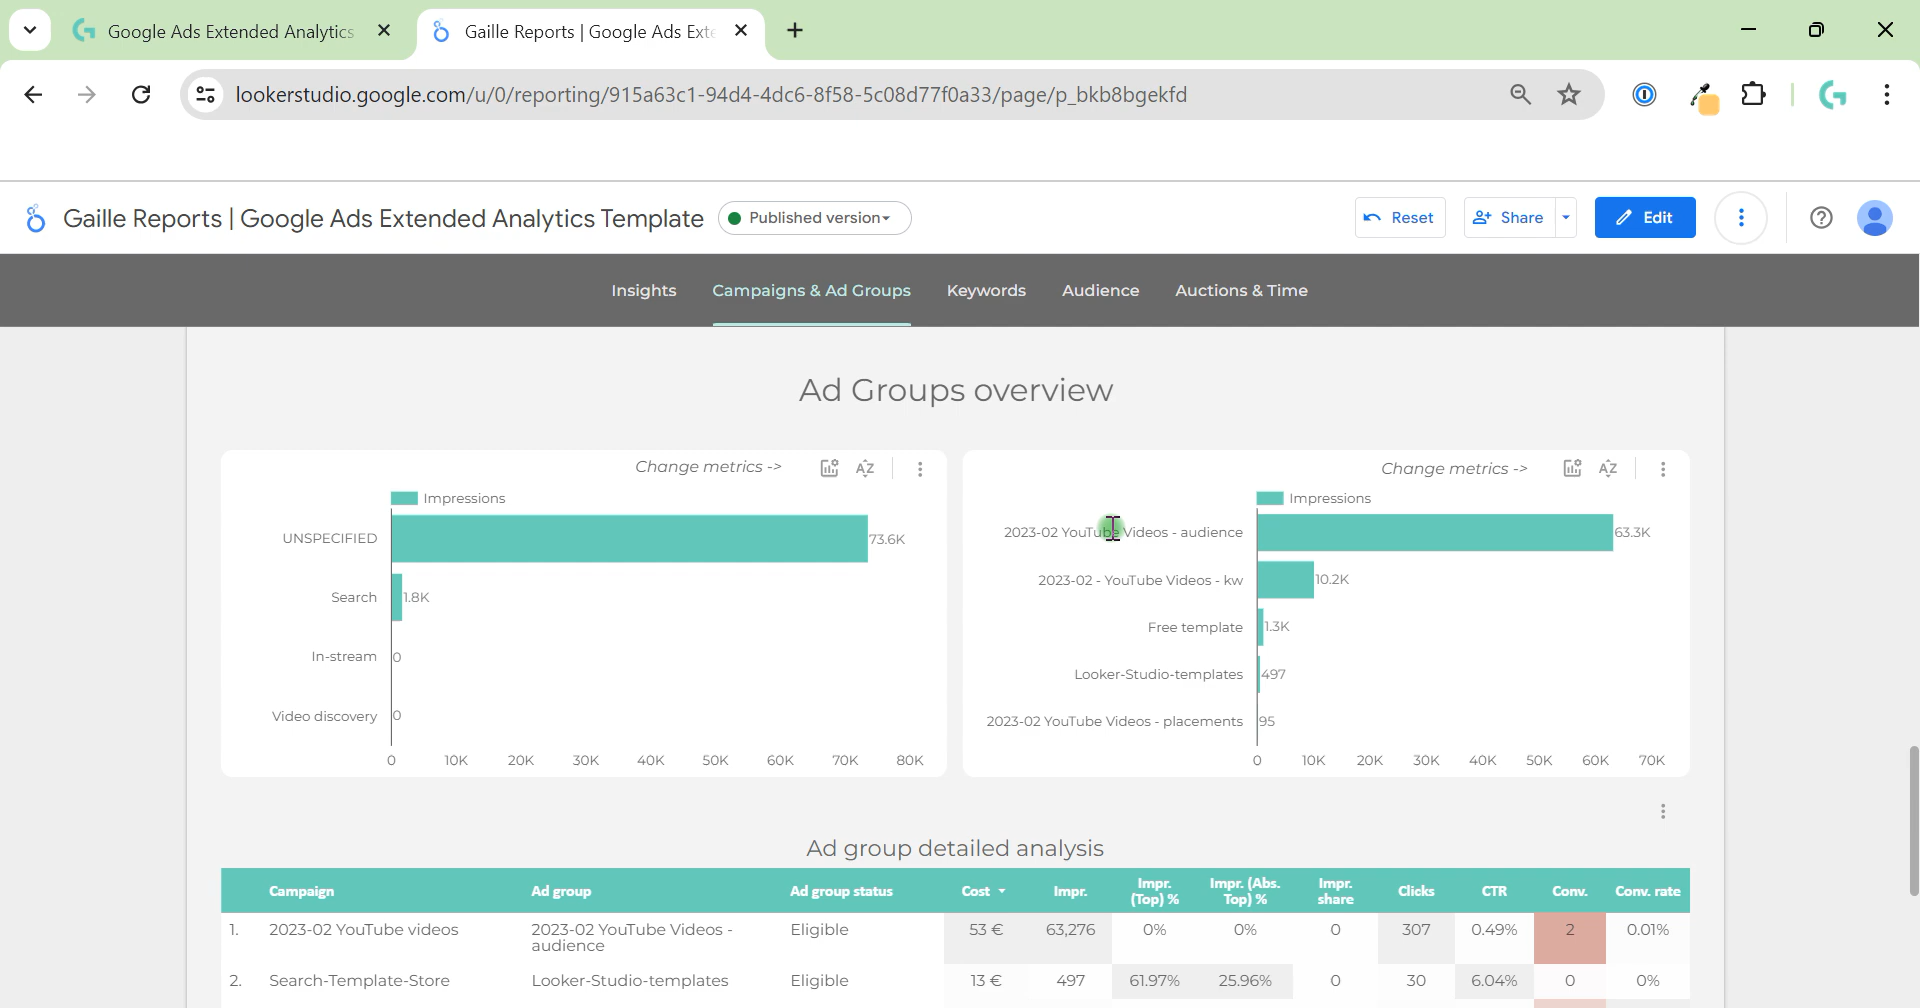 Google Ads Extended Analytics
Gaille Reports | Google Ads Exte
lookerstudio.google.com/u/0/reporting/915a63c1-94d4-4dc6-8f58-5c08d77f0a33/page/p_bkb8bgekfd
Gaille Reports | Google Ads Extended Analytics Template
Published version
Reset
Share
Edit
Insights
Campaigns & Ad Groups
Keywords
Audience
Auctions & Time
Ad Groups overview
Change metrics ->
Impressions
UNSPECIFIED
73.6K
Search
1.8K
In-stream
0
Video discovery
0
0 10K 20K 30K 40K 50K 60K 70K 80K
Change metrics ->
Impressions
2023-02 YouTube Videos - audience
63.3K
2023-02 - YouTube Videos - kw
10.2K
Free template
1.3K
Looker-Studio-templates
497
2023-02 YouTube Videos - placements
95
0 10K 20K 30K 40K 50K 60K 70K
Ad group detailed analysis
Campaign Ad group Ad group status Cost Impr. Impr. (Top) % Impr. (Abs. Top) % Impr. share Clicks CTR Conv. Conv. rate
1. 2023-02 YouTube videos 2023-02 YouTube Videos - Eligible 53 € 63,276 0% 0% 0 307 0.49% 2 0.01%
audience
2. Search-Template-Store Looker-Studio-templates Eligible 13 € 497 61.97% 25.96% 0 30 6.04% 0 0%